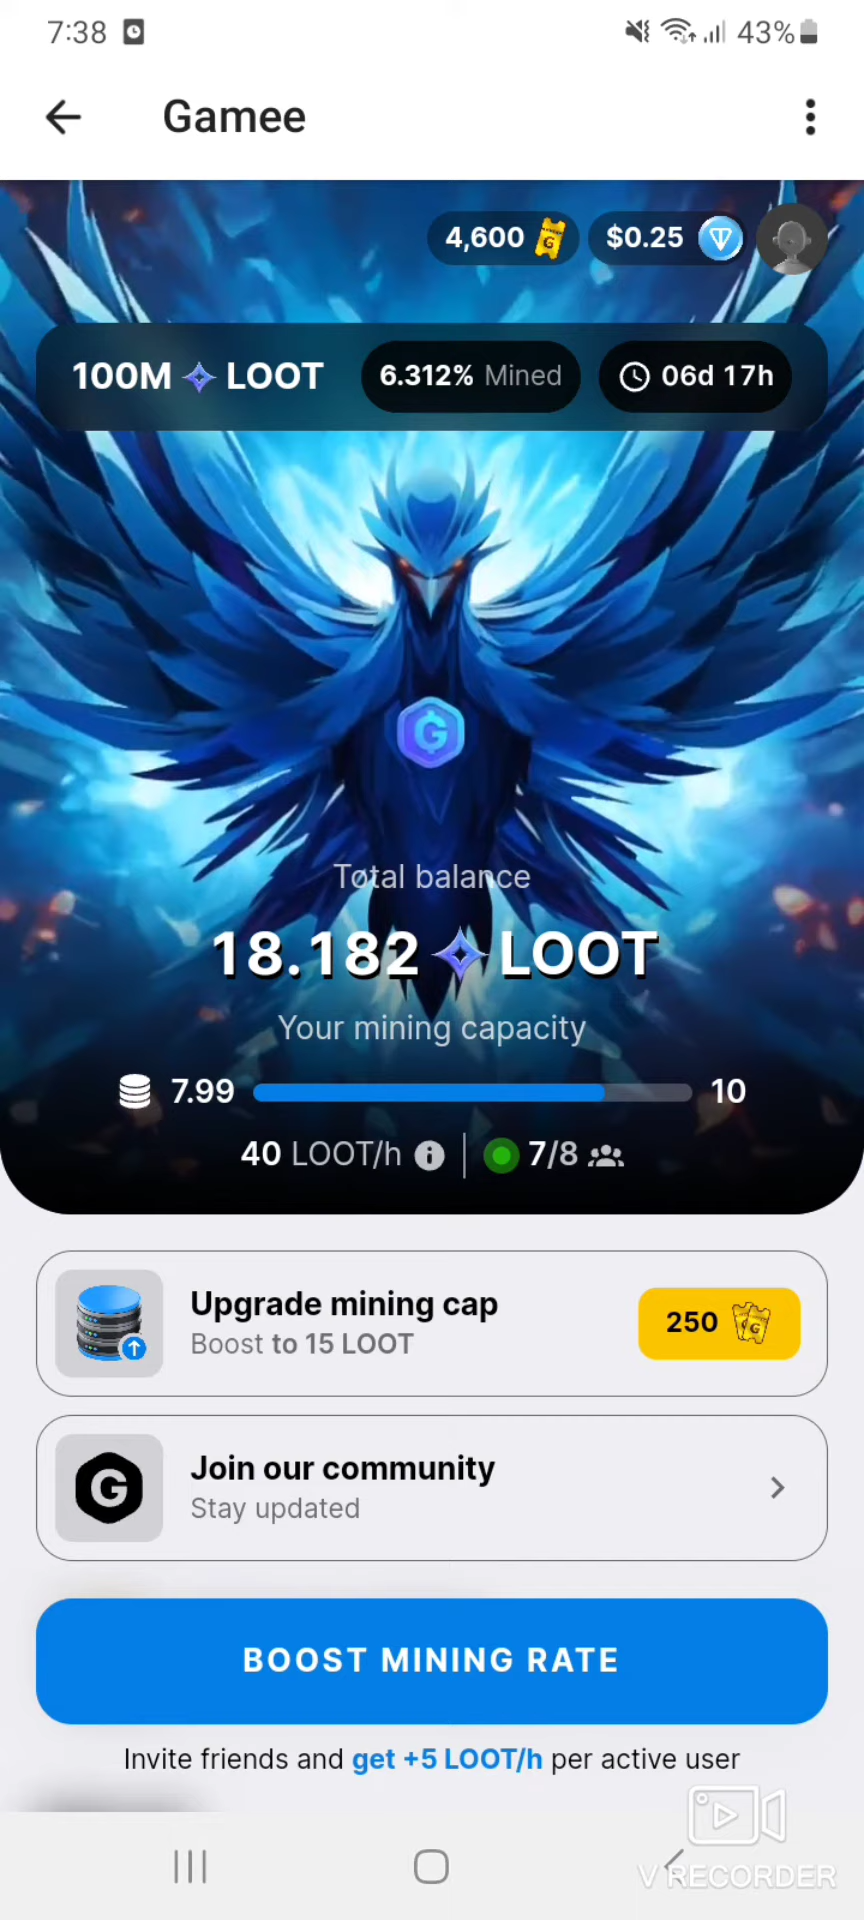 7:38 43%
Gamee
4,600 $0.25
100M LOOT 6.312% Mined 06d 17h
Total balance
18.182 LOOT
Your mining capacity
7.99 10
40 LOOT/h 7/8
Upgrade mining cap
Boost to 15 LOOT
250
Join our community
Stay updated
BOOST MINING RATE
Invite friends and get +5 LOOT/h per active user
V RECORDER